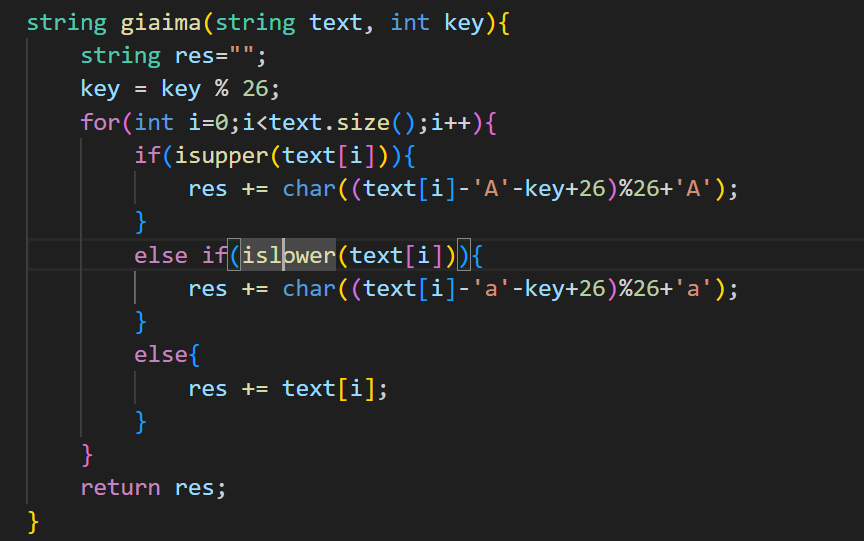 string giaima(string text, int key){
    string res="";
    key = key % 26;
    for(int i=0;i<text.size();i++){
        if(isupper(text[i])){
            res += char((text[i]-'A'-key+26)%26+'A');
        }
        else if(islower(text[i])){
            res += char((text[i]-'a'-key+26)%26+'a');
        }
        else{
            res += text[i];
        }
    }
    return res;
}